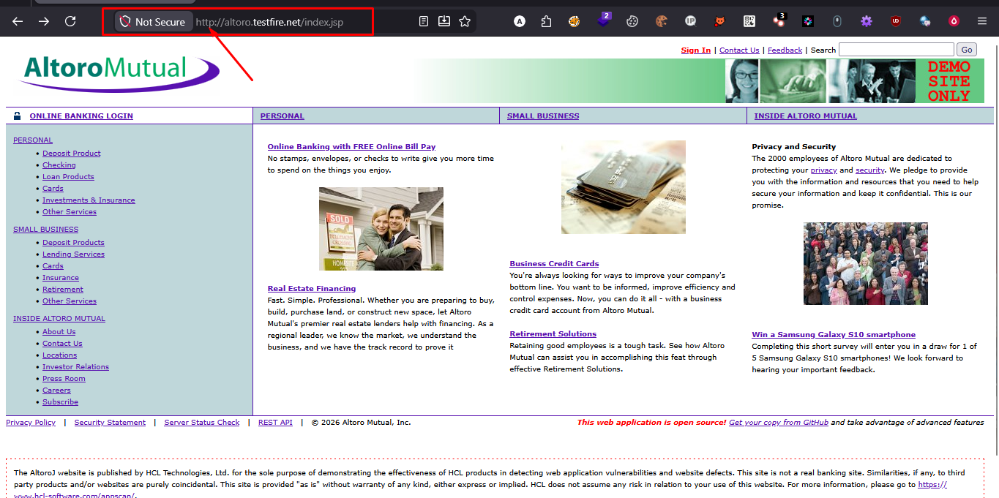 Not Secure http://altoro.testfire.net/index.jsp
A 2 IP 3 UD
Sign In | Contact Us | Feedback | Search Go
AltoroMutual
DEMO
SITE
ONLY
ONLINE BANKING LOGIN
PERSONAL
SMALL BUSINESS
INSIDE ALTORO MUTUAL
PERSONAL
• Deposit Product
• Checking
• Loan Products
• Cards
• Investments & Insurance
• Other Services
SMALL BUSINESS
• Deposit Products
• Lending Services
• Cards
• Insurance
• Retirement
• Other Services
INSIDE ALTORO MUTUAL
• About Us
• Contact Us
• Locations
• Investor Relations
• Press Room
• Careers
• Subscribe
Online Banking with FREE Online Bill Pay
No stamps, envelopes, or checks to write give you more time
to spend on the things you enjoy.
SOLD
BELLEMONT
CROSSING
HOMESITE
Real Estate Financing
Fast. Simple. Professional. Whether you are preparing to buy,
build, purchase land, or construct new space, let Altoro
Mutual's premier real estate lenders help with financing. As a
regional leader, we know the market, we understand the
business, and we have the track record to prove it
Business Credit Cards
You're always looking for ways to improve your company's
bottom line. You want to be informed, improve efficiency and
control expenses. Now, you can do it all - with a business
credit card account from Altoro Mutual.
Retirement Solutions
Retaining good employees is a tough task. See how Altoro
Mutual can assist you in accomplishing this feat through
effective Retirement Solutions.
Privacy and Security
The 2000 employees of Altoro Mutual are dedicated to
protecting your privacy and security. We pledge to provide
you with the information and resources that you need to help
secure your information and keep it confidential. This is our
promise.
Win a Samsung Galaxy S10 smartphone
Completing this short survey will enter you in a draw for 1 of
5 Samsung Galaxy S10 smartphones! We look forward to
hearing your important feedback.
Privacy Policy | Security Statement | Server Status Check | REST API | © 2026 Altoro Mutual, Inc.
This web application is open source! Get your copy from GitHub and take advantage of advanced features
The AltoroJ website is published by HCL Technologies, Ltd. for the sole purpose of demonstrating the effectiveness of HCL products in detecting web application vulnerabilities and website defects. This site is not a real banking site. Similarities, if any, to third
party products and/or websites are purely coincidental. This site is provided "as is" without warranty of any kind, either express or implied. HCL does not assume any risk in relation to your use of this website. For more information, please go to https://
www.hcl-software.com/appscan/.